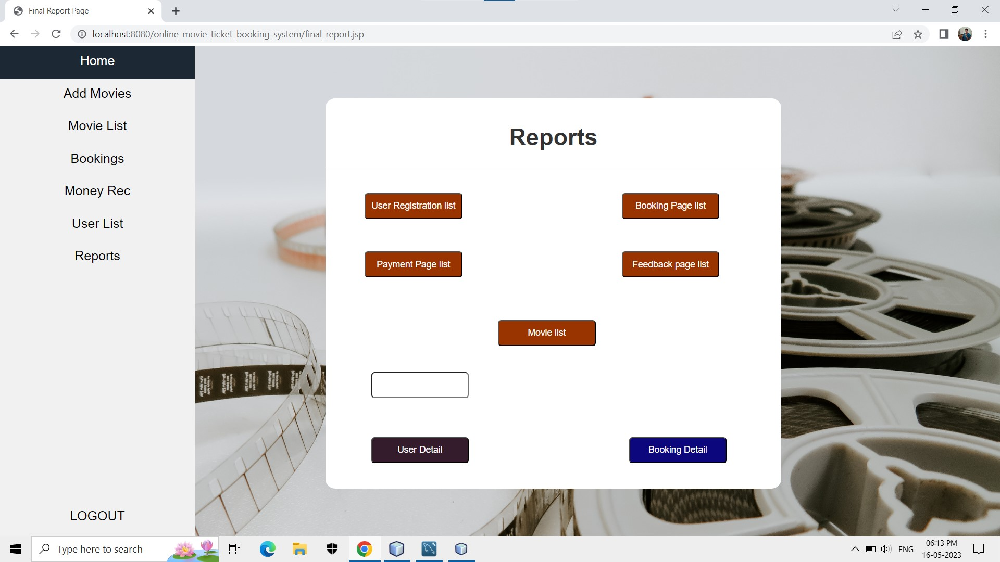 Final Report Page
localhost:8080/online_movie_ticket_booking_system/final_report.jsp
Home
Add Movies
Movie List
Bookings
Money Rec
User List
Reports
LOGOUT
Reports
User Registration list
Booking Page list
Payment Page list
Feedback page list
Movie list
User Detail
Booking Detail
Type here to search
ENG
06:13 PM
16-05-2023